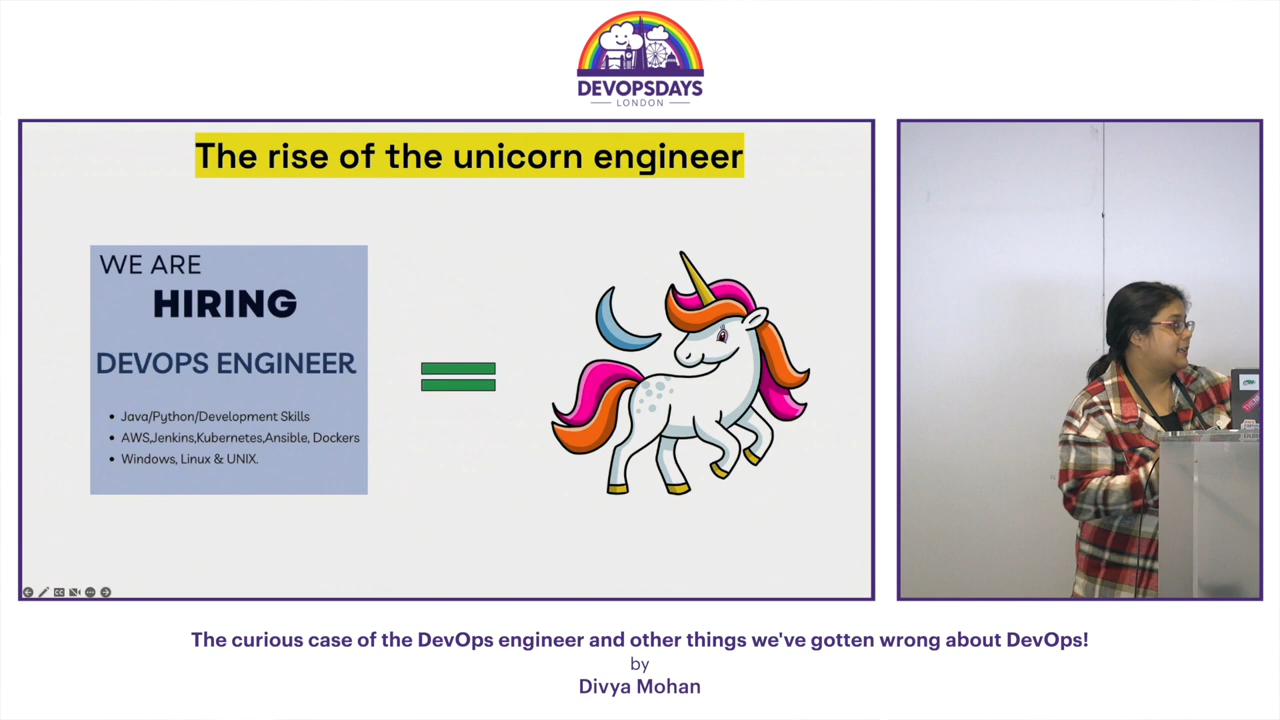 DEVOPSDAYS
LONDON
The rise of the unicorn engineer
WE ARE
HIRING
DEVOPS ENGINEER
• Java/Python/Development Skills
• AWS,Jenkins,Kubernetes,Ansible, Dockers
• Windows, Linux & UNIX.
CC
The curious case of the DevOps engineer and other things we've gotten wrong about DevOps!
by
Divya Mohan